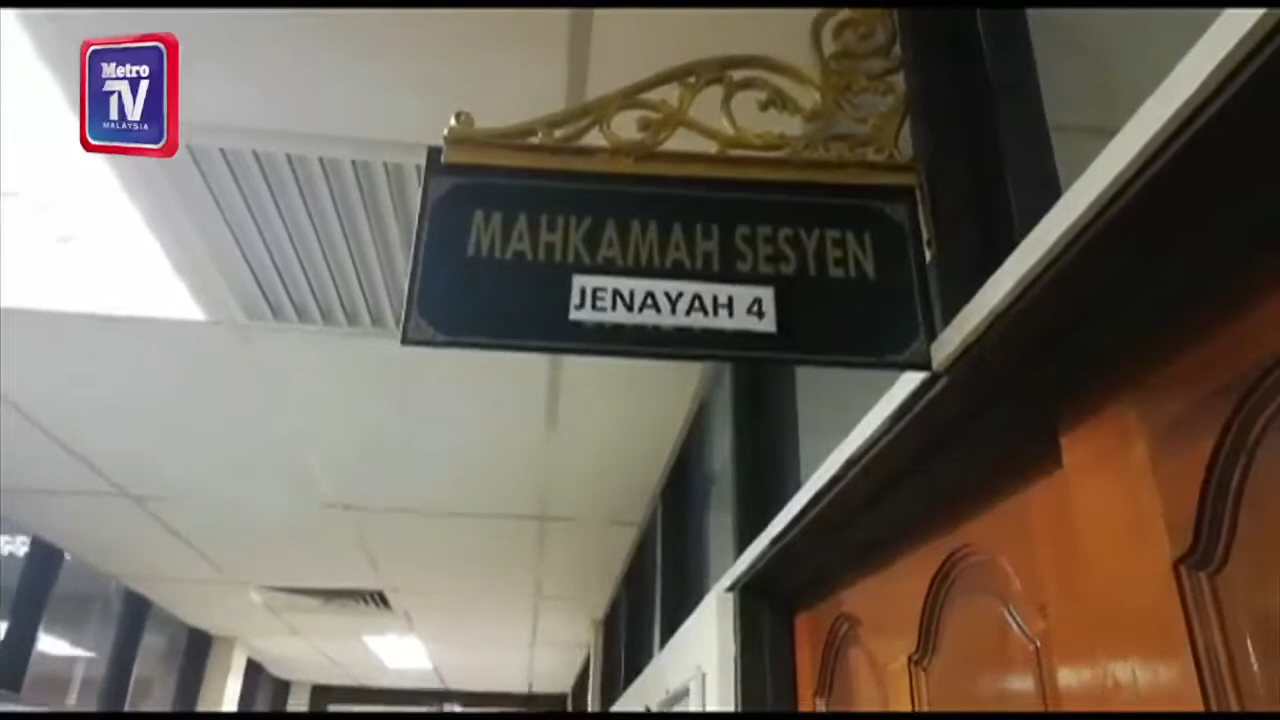 Metro
TV
MALAYSIA
MAHKAMAH SESYEN
JENAYAH 4